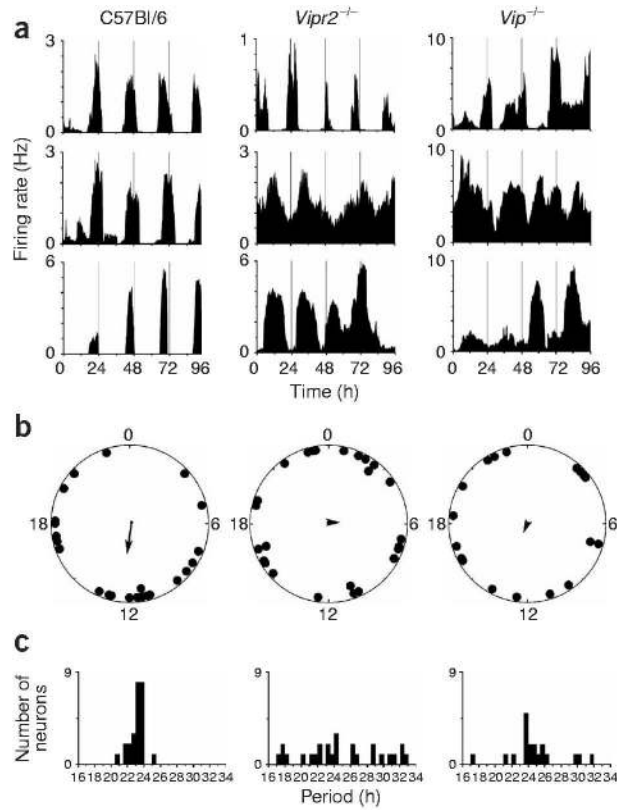 a
C57Bl/6 Vipr2–/– Vip–/–
Firing rate (Hz)
3 1 10
0 0 0
3 3 10
0 0 0
6 6 10
0 0 0
0 24 48 72 96 0 24 48 72 96 0 24 48 72 96
Time (h)
b
0 0 0
18 6 18 6 18 6
12 12 12
c
Number of neurons
9 9 9
0 0 0
16 18 20 22 24 26 28 30 32 34 16 18 20 22 24 26 28 30 32 34 16 18 20 22 24 26 28 30 32 34
Period (h)